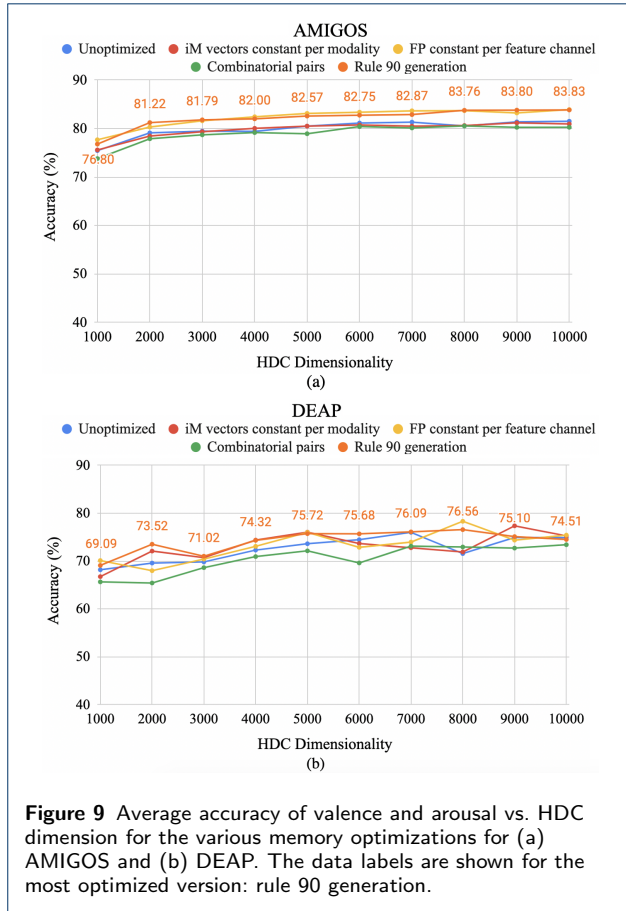 AMIGOS
Unoptimized iM vectors constant per modality FP constant per feature channel
Combinatorial pairs Rule 90 generation
90
83.76 83.80 83.83
81.22 81.79 82.00 82.57 82.75 82.87
80
76.80
70
60
50
40
Accuracy (%)
1000 2000 3000 4000 5000 6000 7000 8000 9000 10000
HDC Dimensionality
(a)
DEAP
Unoptimized iM vectors constant per modality FP constant per feature channel
Combinatorial pairs Rule 90 generation
90
80
69.09 73.52 71.02 74.32 75.72 75.68 76.09 76.56 75.10 74.51
70
60
50
40
Accuracy (%)
1000 2000 3000 4000 5000 6000 7000 8000 9000 10000
HDC Dimensionality
(b)
Figure 9 Average accuracy of valence and arousal vs. HDC
dimension for the various memory optimizations for (a)
AMIGOS and (b) DEAP. The data labels are shown for the
most optimized version: rule 90 generation.